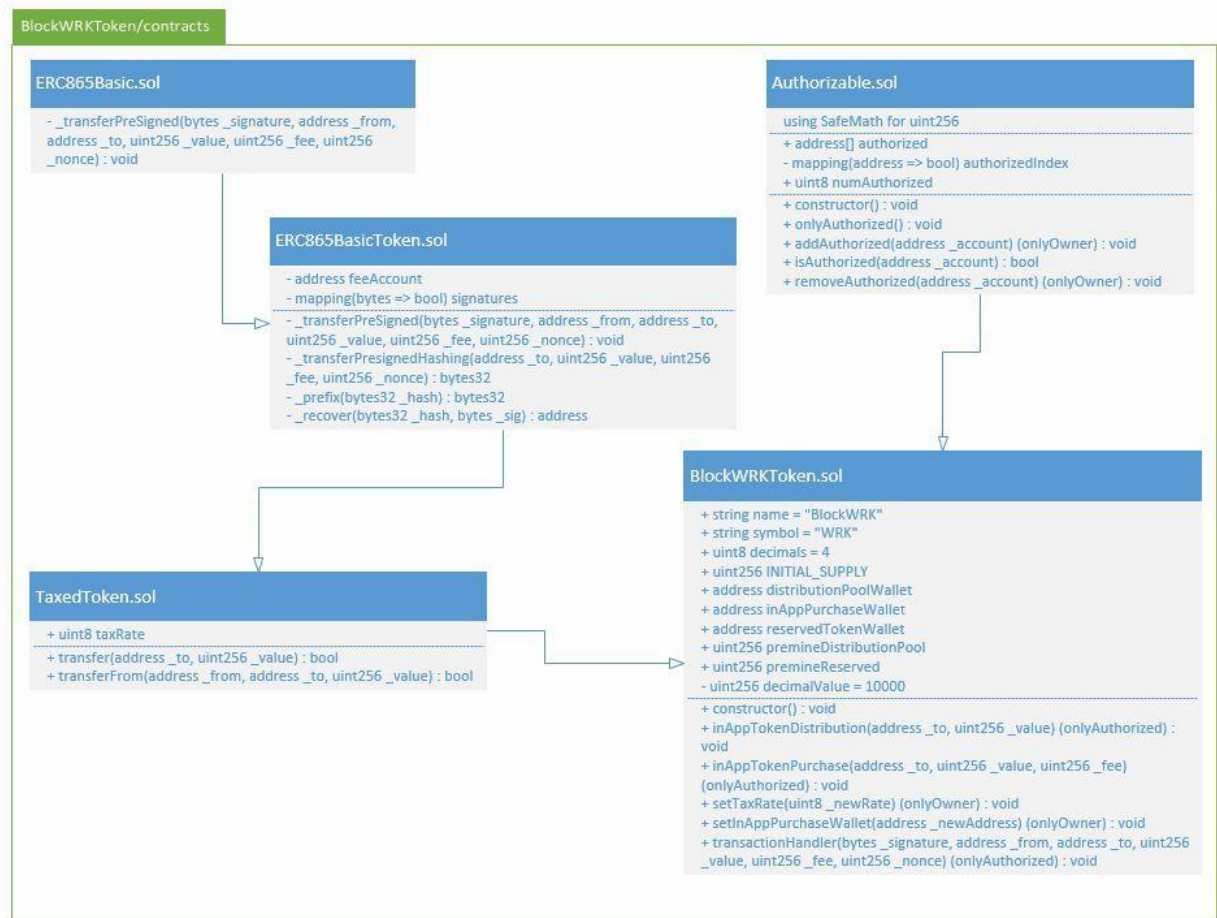 BlockWRKToken/contracts
ERC865Basic.sol
- _transferPreSigned(bytes _signature, address _from,
address _to, uint256 _value, uint256 _fee, uint256
_nonce) : void
Authorizable.sol
using SafeMath for uint256
+ address[] authorized
- mapping(address => bool) authorizedIndex
+ uint8 numAuthorized
+ constructor() : void
+ onlyAuthorized() : void
+ addAuthorized(address _account) (onlyOwner) : void
+ isAuthorized(address _account) : bool
+ removeAuthorized(address _account) (onlyOwner) : void
ERC865BasicToken.sol
- address feeAccount
- mapping(bytes => bool) signatures
- _transferPreSigned(bytes _signature, address _from, address _to,
uint256 _value, uint256 _fee, uint256 _nonce) : void
- _transferPresignedHashing(address _to, uint256 _value, uint256
_fee, uint256 _nonce) : bytes32
- _prefix(bytes32 _hash) : bytes32
- _recover(bytes32 _hash, bytes _sig) : address
TaxedToken.sol
+ uint8 taxRate
+ transfer(address _to, uint256 _value) : bool
+ transferFrom(address _from, address _to, uint256 _value) : bool
BlockWRKToken.sol
+ string name = "BlockWRK"
+ string symbol = "WRK"
+ uint8 decimals = 4
+ uint256 INITIAL_SUPPLY
+ address distributionPoolWallet
+ address inAppPurchaseWallet
+ address reservedTokenWallet
+ uint256 premineDistributionPool
+ uint256 premineReserved
- uint256 decimalValue = 10000
+ constructor() : void
+ inAppTokenDistribution(address _to, uint256 _value) (onlyAuthorized) :
void
+ inAppTokenPurchase(address _to, uint256 _value, uint256 _fee)
(onlyAuthorized) : void
+ setTaxRate(uint8 _newRate) (onlyOwner) : void
+ setInAppPurchaseWallet(address _newAddress) (onlyOwner) : void
+ transactionHandler(bytes _signature, address _from, address _to, uint256
_value, uint256 _fee, uint256 _nonce) (onlyAuthorized) : void